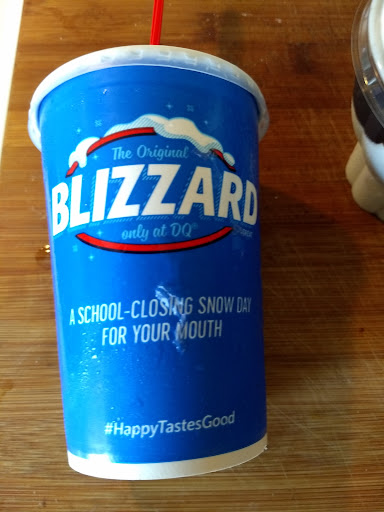 The Original
BLIZZARD
only at DQ
A SCHOOL-CLOSING SNOW DAY
FOR YOUR MOUTH
#HappyTastesGood